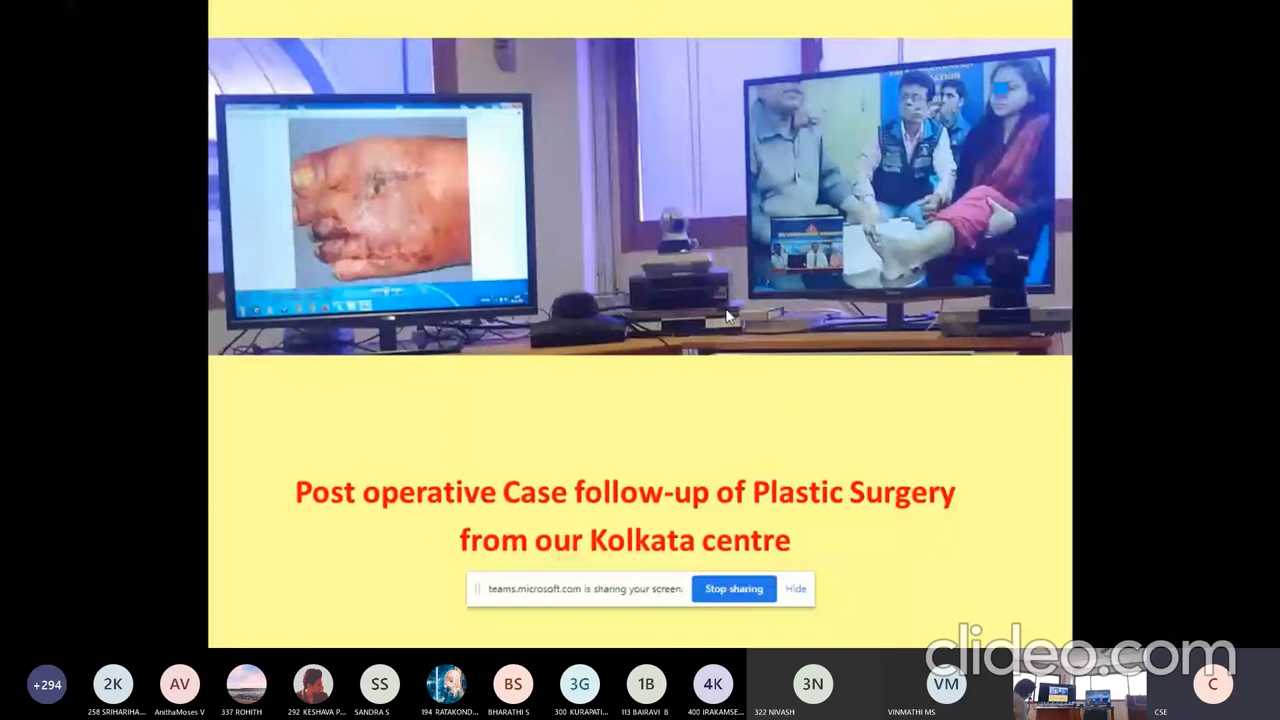 Post operative Case follow-up of Plastic Surgery
from our Kolkata centre
teams.microsoft.com is sharing your screen.
Stop sharing
Hide
clideo.com
+294
2K
AV
SS
BS
3G
1B
4K
3N
VM
C
258 SRIHARIHA...
AnithaMoses V
337 ROHITH
292 KESHAVA P...
SANDRA S
194 RATAKOND...
BHARATHI S
300 KURAPATI...
113 BAIRAVI B
400 IRAKAMSE...
322 NIVASH
VINMATHI MS
CSE